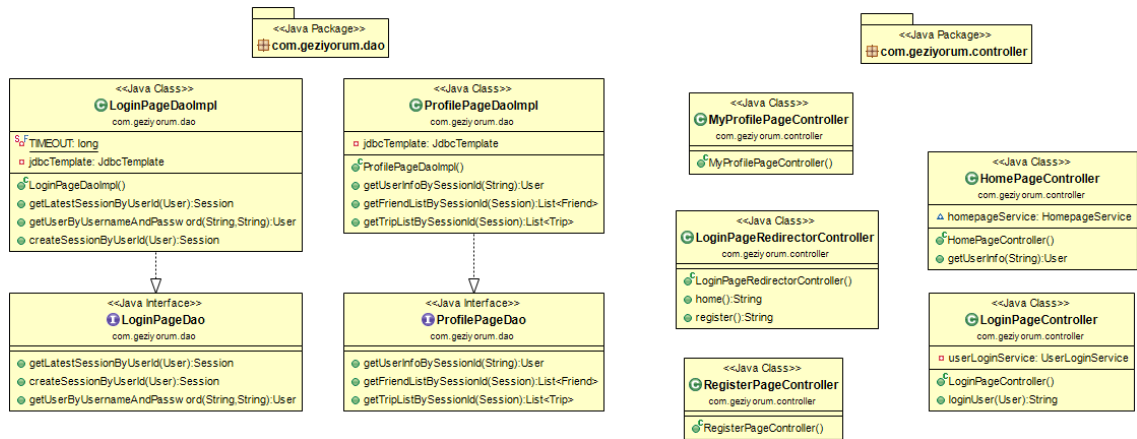 <<Java Package>>
com.geziyorum.dao
<<Java Class>>
LoginPageDaoImpl
com.geziyorum.dao
TIMEOUT: long
jdbcTemplate: JdbcTemplate
LoginPageDaoImpl()
getLatestSessionByUserId(User):Session
getUserByUsernameAndPassword(String,String):User
createSessionByUserId(User):Session
<<Java Interface>>
LoginPageDao
com.geziyorum.dao
getLatestSessionByUserId(User):Session
createSessionByUserId(User):Session
getUserByUsernameAndPassword(String,String):User
<<Java Class>>
ProfilePageDaoImpl
com.geziyorum.dao
jdbcTemplate: JdbcTemplate
ProfilePageDaoImpl()
getUserInfoBySessionId(String):User
getFriendListBySessionId(Session):List<Friend>
getTripListBySessionId(Session):List<Trip>
<<Java Interface>>
ProfilePageDao
com.geziyorum.dao
getUserInfoBySessionId(String):User
getFriendListBySessionId(Session):List<Friend>
getTripListBySessionId(Session):List<Trip>
<<Java Package>>
com.geziyorum.controller
<<Java Class>>
MyProfilePageController
com.geziyorum.controller
MyProfilePageController()
<<Java Class>>
LoginPageRedirectorController
com.geziyorum.controller
LoginPageRedirectorController()
home():String
register():String
<<Java Class>>
RegisterPageController
com.geziyorum.controller
RegisterPageController()
<<Java Class>>
HomePageController
com.geziyorum.controller
homepageService: HomepageService
HomePageController()
getUserInfo(String):User
<<Java Class>>
LoginPageController
com.geziyorum.controller
userLoginService: UserLoginService
LoginPageController()
loginUser(User):String